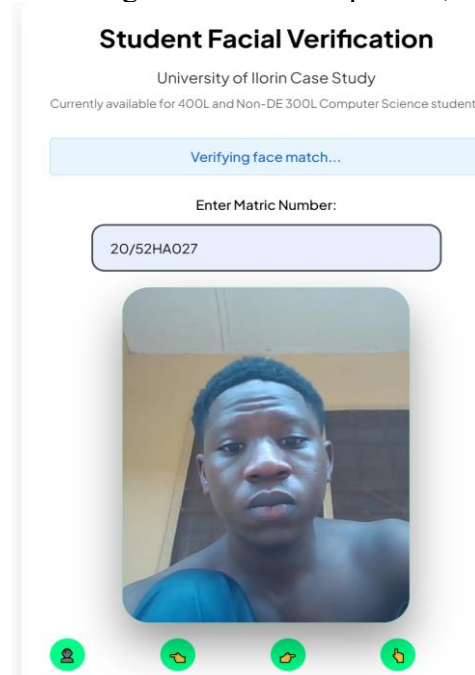 Student Facial Verification
University of Ilorin Case Study
Currently available for 400L and Non-DE 300L Computer Science student
Verifying face match...
Enter Matric Number:
20/52HA027